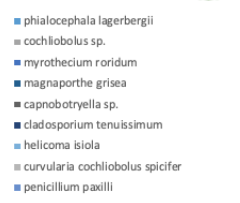 phialocephala lagerbergii
cochliobolus sp.
myrothecium roridum
magnaporthe grisea
capnobotryella sp.
cladosporium tenuissimum
helicoma isiola
curvularia cochliobolus spicifer
penicillium paxilli